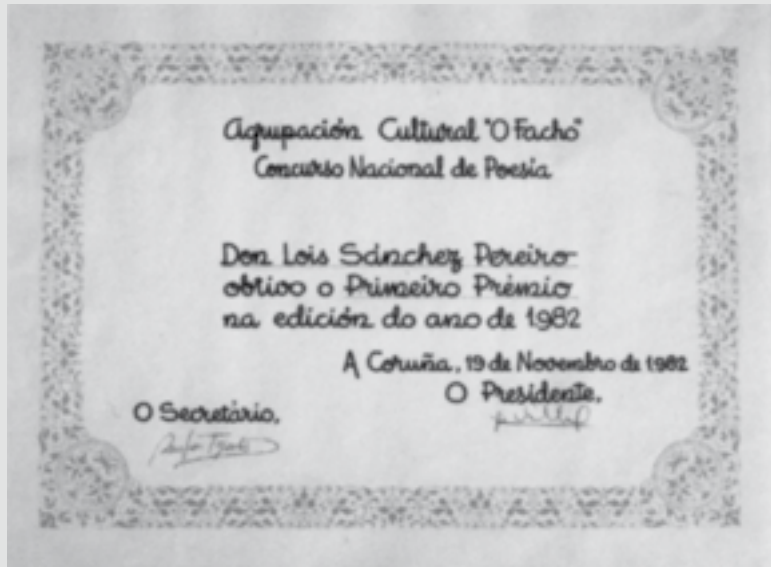 Agrupación Cultural "O Facho"
Concurso Nacional de Poesía
Don Lois Sánchez Pereiro
obtivo o Primeiro Prémio
na edición do ano de 1982
A Coruña, 19 de Novembro de 1982
O Presidente,
O Secretário,